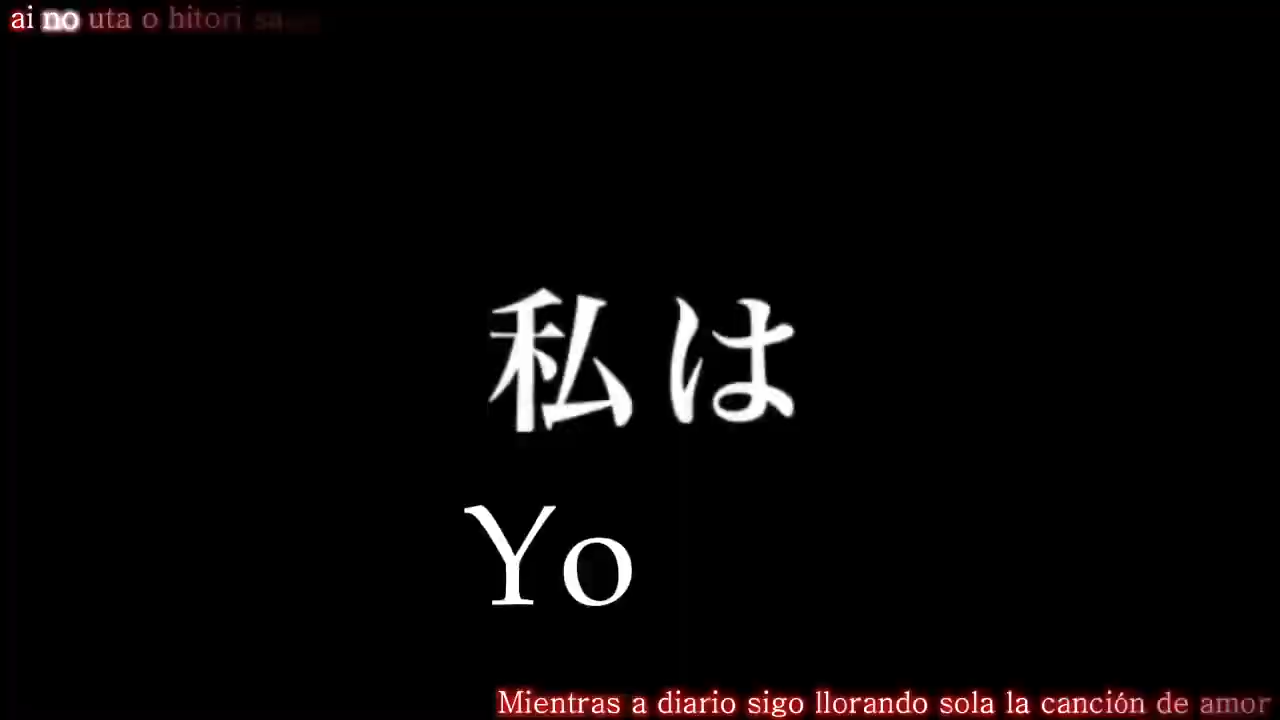 ai no uta o hitori
私は
Yo
Mientras a diario sigo llorando sola la canción de amor